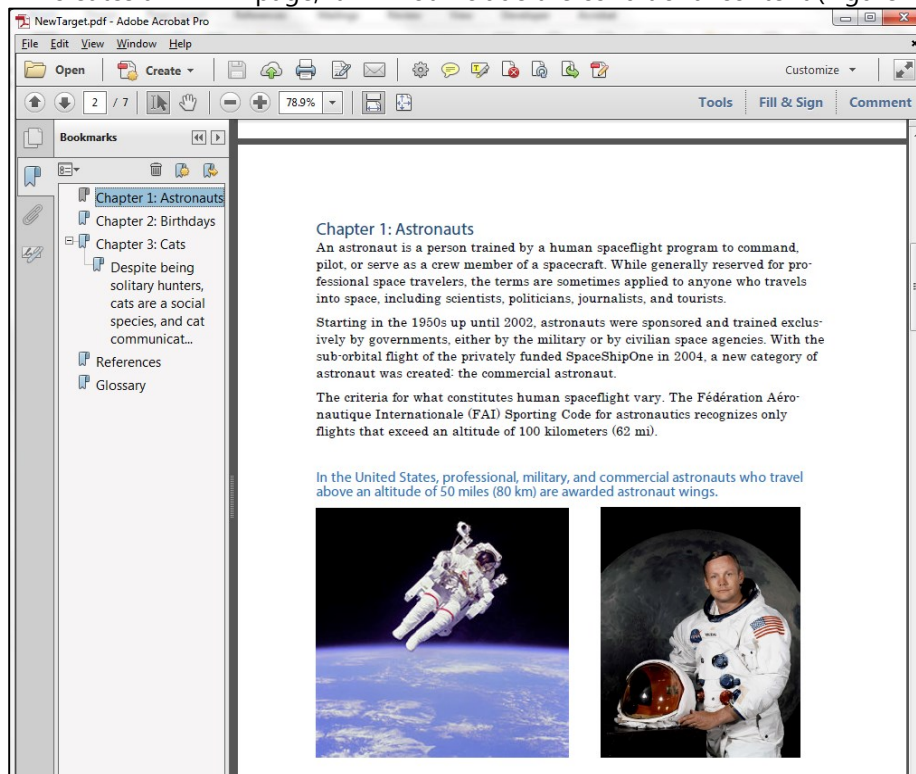 NewTarget.pdf - Adobe Acrobat Pro
File Edit View Window Help
Open Create Customize
2 / 7 78.9% Tools Fill & Sign Comment
Bookmarks
Chapter 1: Astronauts
Chapter 2: Birthdays
Chapter 3: Cats
Despite being
solitary hunters,
cats are a social
species, and cat
communicat...
References
Glossary
Chapter 1: Astronauts
An astronaut is a person trained by a human spaceflight program to command,
pilot, or serve as a crew member of a spacecraft. While generally reserved for pro-
fessional space travelers, the terms are sometimes applied to anyone who travels
into space, including scientists, politicians, journalists, and tourists.
Starting in the 1950s up until 2002, astronauts were sponsored and trained exclus-
ively by governments, either by the military or by civilian space agencies. With the
sub-orbital flight of the privately funded SpaceShipOne in 2004, a new category of
astronaut was created: the commercial astronaut.
The criteria for what constitutes human spaceflight vary. The Fédération Aéro-
nautique Internationale (FAI) Sporting Code for astronautics recognizes only
flights that exceed an altitude of 100 kilometers (62 mi).
In the United States, professional, military, and commercial astronauts who travel
above an altitude of 50 miles (80 km) are awarded astronaut wings.